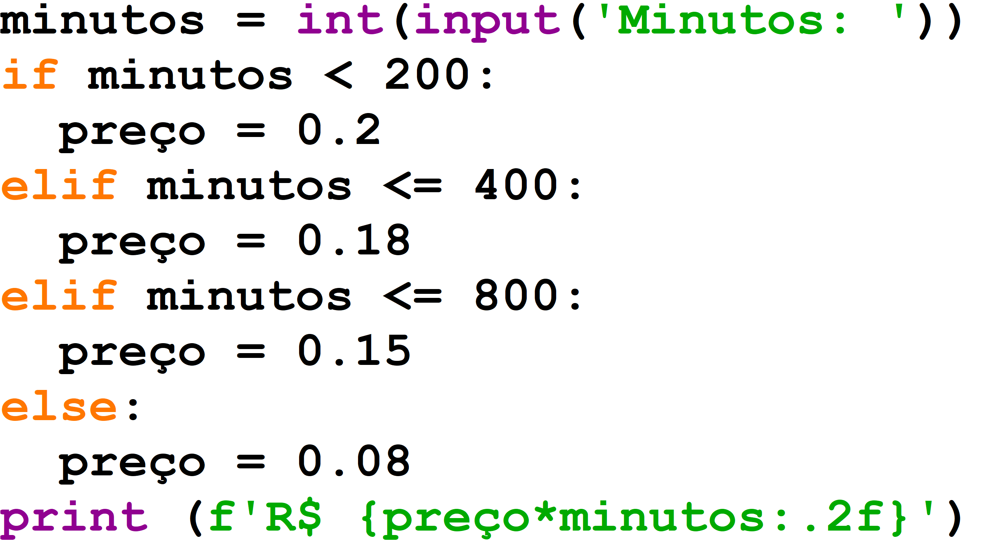 minutos = int(input('Minutos: '))
if minutos < 200:
  preço = 0.2
elif minutos <= 400:
  preço = 0.18
elif minutos <= 800:
  preço = 0.15
else:
  preço = 0.08
print (f'R$ {preço*minutos:.2f}')